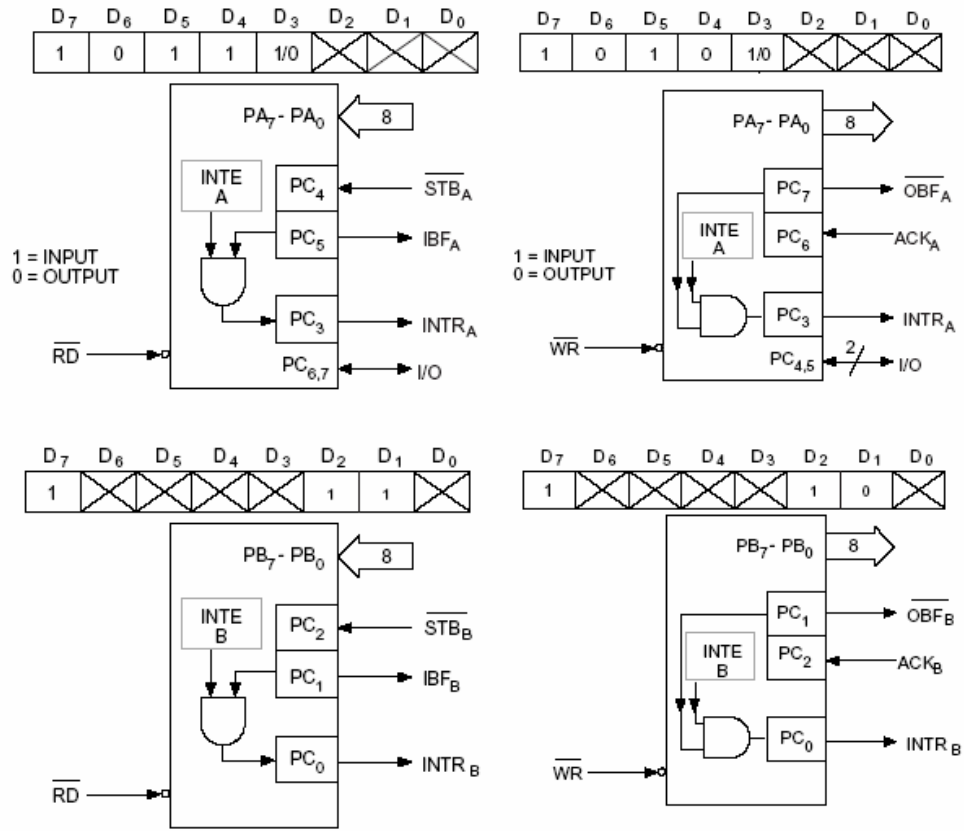 D7 D6 D5 D4 D3 D2 D1 D0
1 0 1 1 1/0
PA7 - PA0
8
INTE A
PC4
STBA
PC5
IBFA
1 = INPUT
0 = OUTPUT
PC3
INTRA
RD
PC6,7
I/O
D7 D6 D5 D4 D3 D2 D1 D0
1 0 1 0 1/0
PA7 - PA0
8
PC7
OBFA
INTE A
PC6
ACKA
1 = INPUT
0 = OUTPUT
PC3
INTRA
WR
PC4,5
2
I/O
D7 D6 D5 D4 D3 D2 D1 D0
1 1 1
PB7 - PB0
8
INTE B
PC2
STBB
PC1
IBFB
PC0
INTR B
RD
D7 D6 D5 D4 D3 D2 D1 D0
1 1 0
PB7 - PB0
8
PC1
OBFB
INTE B
PC2
ACKB
PC0
INTR B
WR